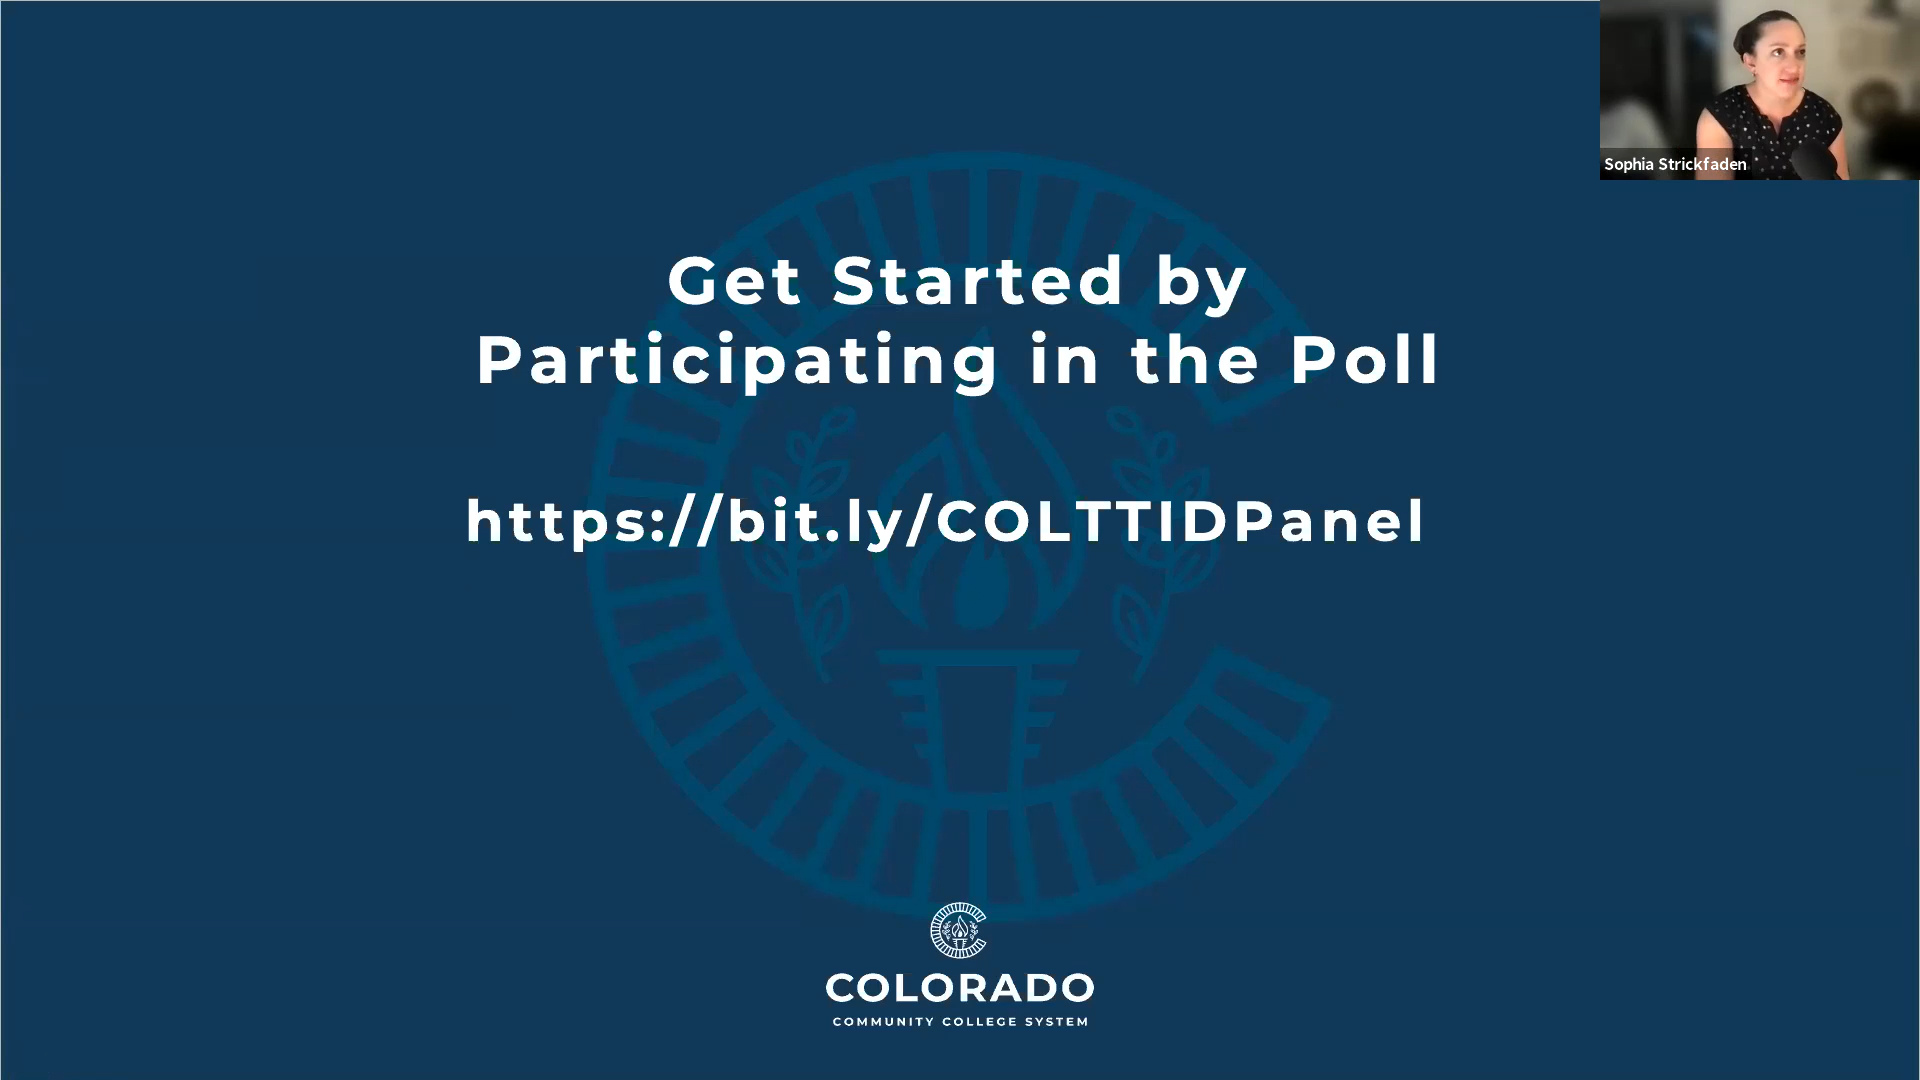 Sophia Strickfaden
Get Started by
Participating in the Poll
https://bit.ly/COLTTIDPanel
COLORADO
COMMUNITY COLLEGE SYSTEM